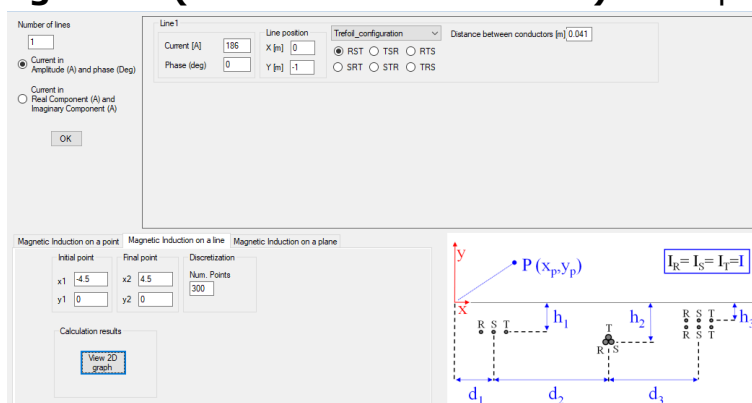 Number of lines
1
Current in
Amplitude (A) and phase (Deg)
Current in
Real Component (A) and
Imaginary Component (A)
OK
Line1
Current [A] 186
Phase (deg) 0
Line position
X [m] 0
Y [m] -1
Trefoil_configuration
RST TSR RTS
SRT STR TRS
Distance between conductors [m] 0.041
Magnetic Induction on a point Magnetic Induction on a line Magnetic Induction on a plane
Initial point
x1 -4.5
y1 0
Final point
x2 4.5
y2 0
Discretization
Num. Points
300
Calculation results
View 2D
graph
y
P (xp,yp)
IR= IS= IT=I
x
R S T
h1
h2
T
R S
R S T
R S T
h3
d1 d2 d3